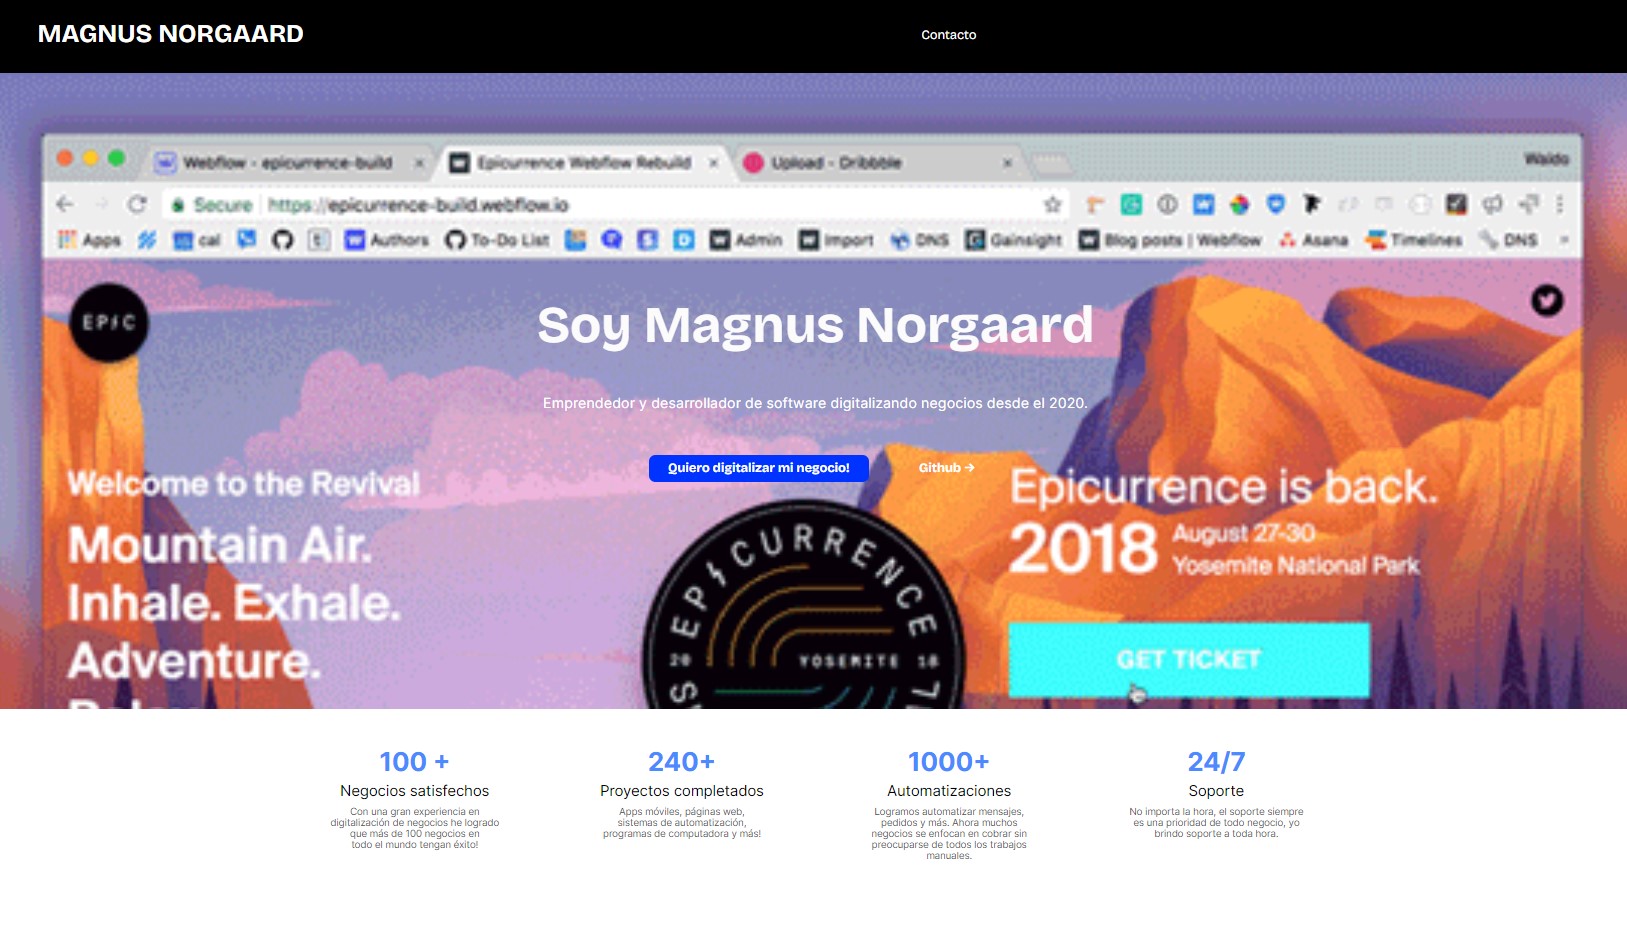 MAGNUS NORGAARD
Contacto
Webflow - epicurrence-build
Epicurrence Webflow Rebuild
Upload - Dribbble
Waldo
Secure
https://epicurrence-build.webflow.io
Apps
cal
Authors
To-Do List
Admin
Import
DNS
Gainsight
Blog posts | Webflow
Asana
Timelines
DNS
EPIC
Soy Magnus Norgaard
Emprendedor y desarrollador de software digitalizando negocios desde el 2020.
Quiero digitalizar mi negocio!
Github →
Welcome to the Revival
Mountain Air.
Inhale. Exhale.
Adventure.
EPICURRENCE
20
YOSEMITE
18
Epicurrence is back.
2018
August 27-30
Yosemite National Park
GET TICKET
100 +
Negocios satisfechos
Con una gran experiencia en
digitalización de negocios he logrado
que más de 100 negocios en
todo el mundo tengan éxito!
240+
Proyectos completados
Apps móviles, páginas web,
sistemas de automatización,
programas de computadora y más!
1000+
Automatizaciones
Logramos automatizar mensajes,
pedidos y más. Ahora muchos
negocios se enfocan en cobrar sin
preocuparse de todos los trabajos
manuales.
24/7
Soporte
No importa la hora, el soporte siempre
es una prioridad de todo negocio, yo
brindo soporte a toda hora.